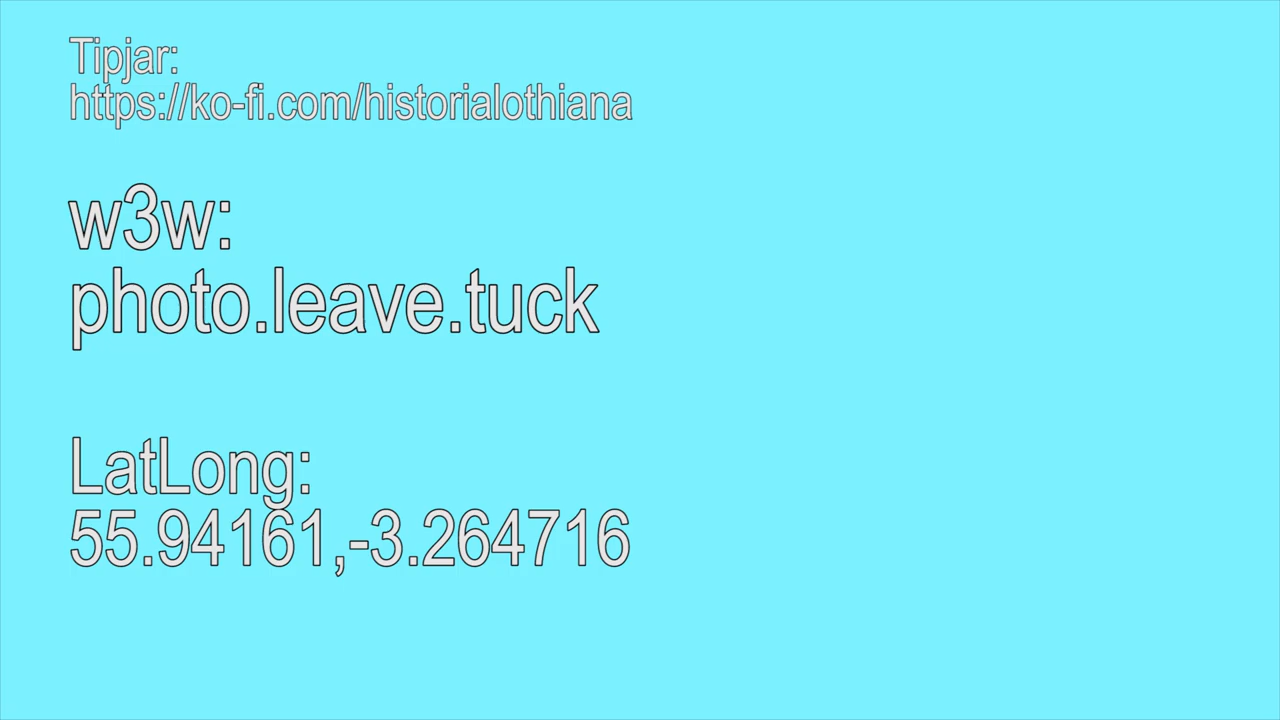 Tipjar:
https://ko-fi.com/historialothiana
w3w:
photo.leave.tuck
LatLong:
55.94161,-3.264716